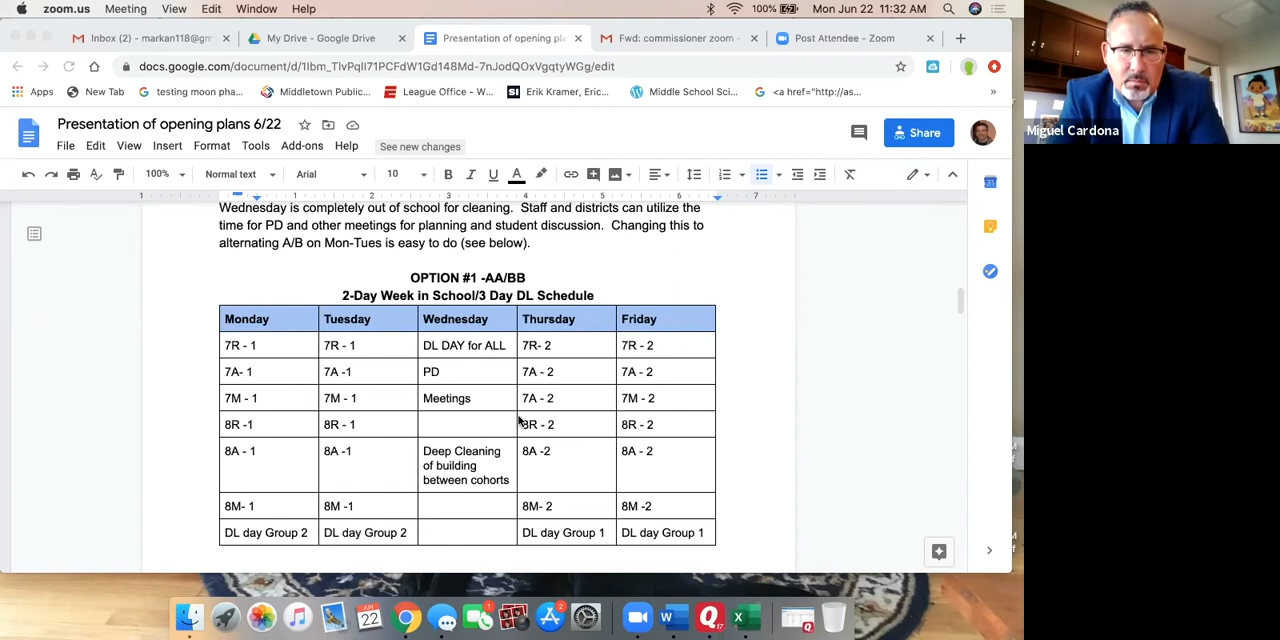 zoom.us Meeting View Edit Window Help 100% Mon Jun 22 11:32 AM
Inbox (2) - markan118@gm
My Drive - Google Drive
Presentation of opening pla
Fwd: commissioner zoom -
Post Attendee - Zoom
docs.google.com/document/d/
Apps New Tab testing moon pha... Middletown Public... League Office - W... Erik Kramer, Eric... Middle School Sci... <a href="http://as... »
Presentation of opening plans 6/22
File Edit View Insert Format Tools Add-ons Help See new changes
Share
100% Normal text Arial 10 B I U A
1 1 2 3 4 5 6 7
Wednesday is completely out of school for cleaning. Staff and districts can utilize the
time for PD and other meetings for planning and student discussion. Changing this to
alternating A/B on Mon-Tues is easy to do (see below).
OPTION #1 -AA/BB
2-Day Week in School/3 Day DL Schedule
Monday Tuesday Wednesday Thursday Friday
7R - 1 7R - 1 DL DAY for ALL 7R- 2 7R - 2
7A- 1 7A -1 PD 7A - 2 7A - 2
7M - 1 7M - 1 Meetings 7A - 2 7M - 2
8R -1 8R - 1 8R - 2 8R - 2
8A - 1 8A -1 Deep Cleaning 8A -2 8A - 2
of building
between cohorts
8M- 1 8M -1 8M- 2 8M -2
DL day Group 2 DL day Group 2 DL day Group 1 DL day Group 1
Miguel Cardona
JUN
22